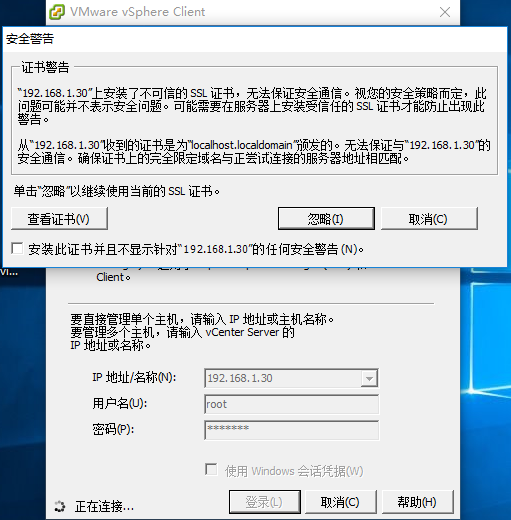 VMware vSphere Client
安全警告
证书警告
“192.168.1.30”上安装了不可信的 SSL 证书，无法保证安全通信。视您的安全策略而定，此
问题可能并不表示安全问题。可能需要在服务器上安装受信任的 SSL 证书才能防止出现此
警告。
从“192.168.1.30”收到的证书是为“localhost.localdomain”颁发的。无法保证与“192.168.1.30”的
安全通信。确保证书上的完全限定域名与正尝试连接的服务器地址相匹配。
单击“忽略”以继续使用当前的 SSL 证书。
查看证书(V)
忽略(I)
取消(C)
安装此证书并且不显示针对“192.168.1.30”的任何安全警告(N)。
Client。
要直接管理单个主机，请输入 IP 地址或主机名称。
要管理多个主机，请输入 vCenter Server 的
IP 地址或名称。
IP 地址/名称(N):
192.168.1.30
用户名(U):
root
密码(P):
*******
使用 Windows 会话凭据(W)
正在连接...
登录(L)
取消(C)
帮助(H)